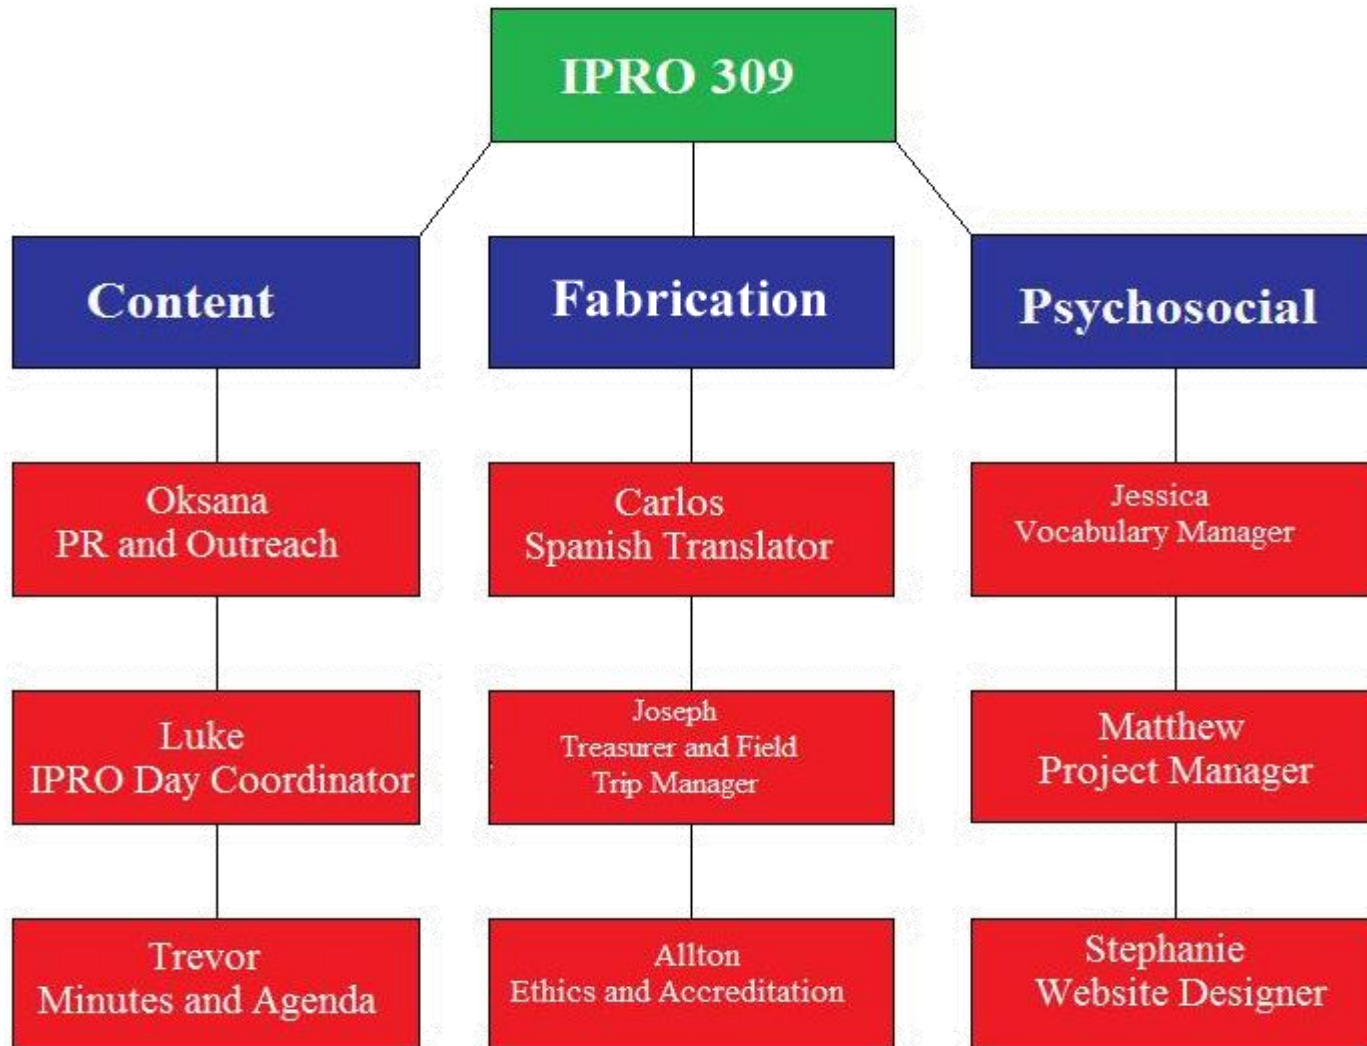 IPRO 309
Content
Fabrication
Psychosocial
Oksana
PR and Outreach
Carlos
Spanish Translator
Jessica
Vocabulary Manager
Luke
IPRO Day Coordinator
Joseph
Treasurer and Field
Trip Manager
Matthew
Project Manager
Trevor
Minutes and Agenda
Allton
Ethics and Accreditation
Stephanie
Website Designer